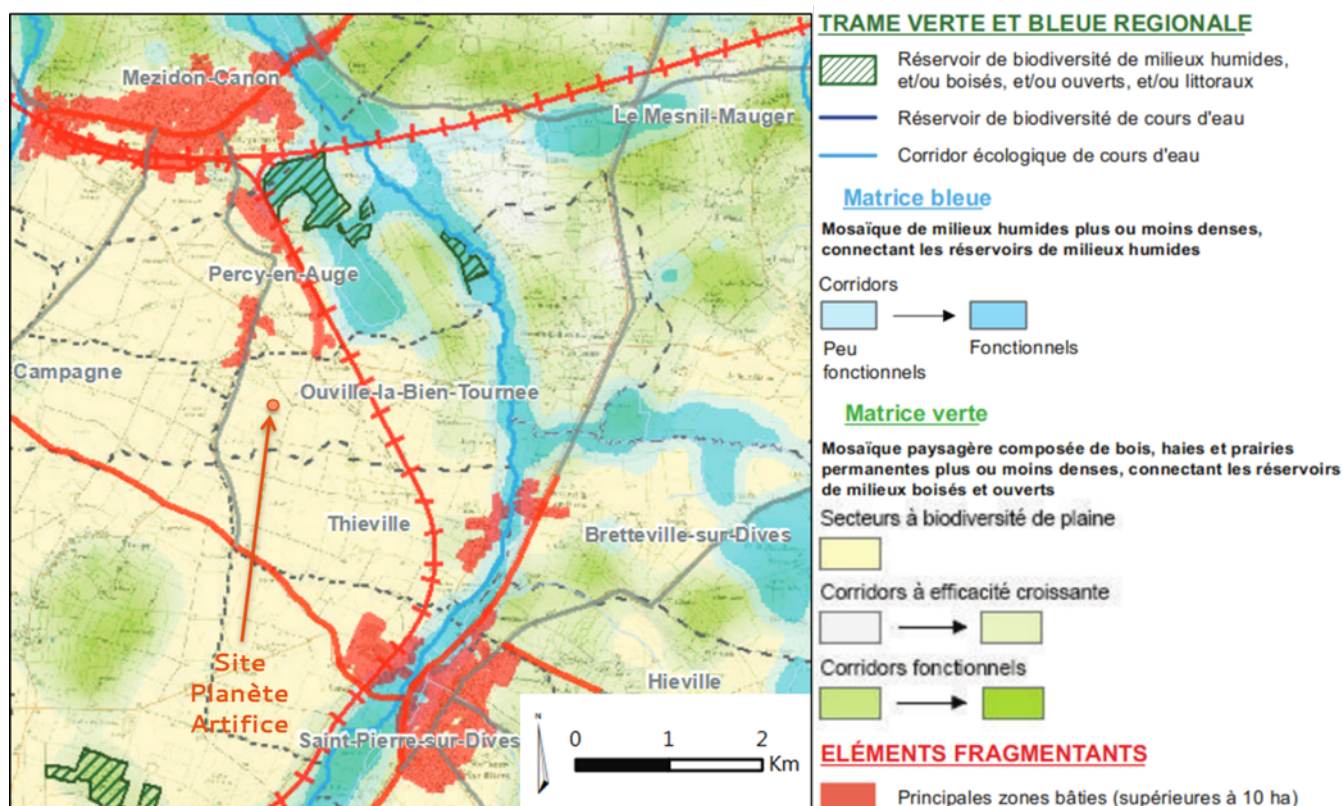 Mezidon-Canon
Le Mesnil-Mauger
Percy-en-Auge
Campagne
Ouville-la-Bien-Tournee
Thieville
Bretteville-sur-Dives
Site
Planète
Artifice
Hieville
Saint-Pierre-sur-Dives
N
0 1 2
Km
TRAME VERTE ET BLEUE REGIONALE
Réservoir de biodiversité de milieux humides,
et/ou boisés, et/ou ouverts, et/ou littoraux
Réservoir de biodiversité de cours d'eau
Corridor écologique de cours d'eau
Matrice bleue
Mosaïque de milieux humides plus ou moins denses,
connectant les réservoirs de milieux humides
Corridors
Peu
fonctionnels
Fonctionnels
Matrice verte
Mosaïque paysagère composée de bois, haies et prairies
permanentes plus ou moins denses, connectant les réservoirs
de milieux boisés et ouverts
Secteurs à biodiversité de plaine
Corridors à efficacité croissante
Corridors fonctionnels
ELÉMENTS FRAGMENTANTS
Principales zones bâties (supérieures à 10 ha)